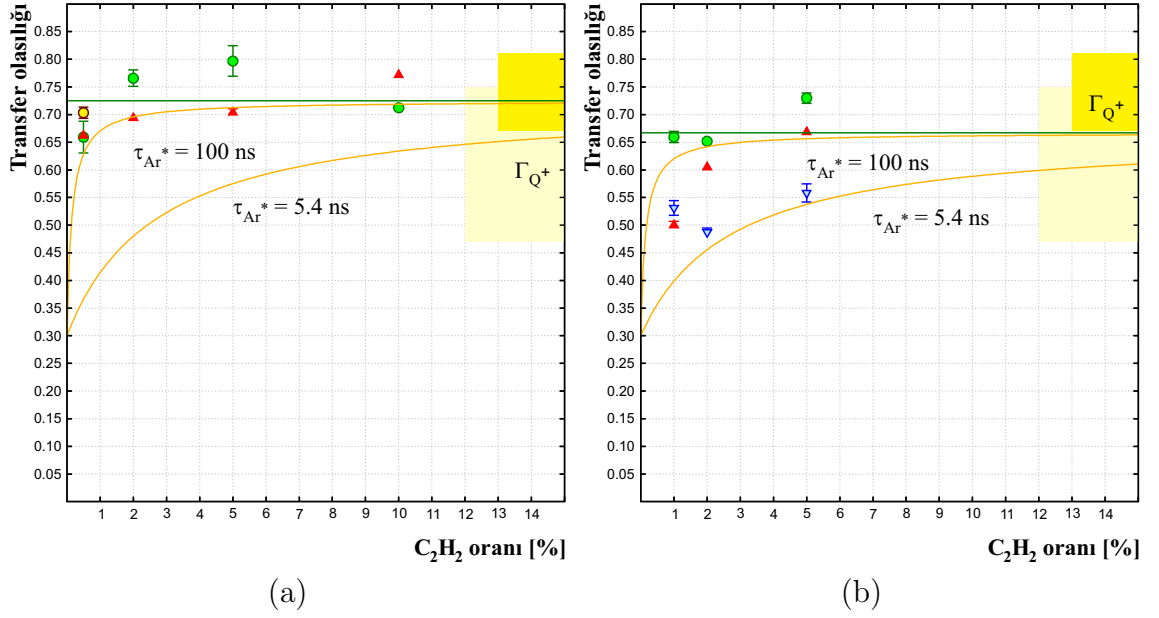 Transfer olasılığı
0.80
0.75
0.70
0.65
0.60
0.55
0.50
0.45
0.40
0.35
0.30
0.25
0.20
0.15
0.10
0.05
τAr* = 100 ns
τAr* = 5.4 ns
ΓQ+
1 2 3 4 5 6 7 8 9 10 11 12 13 14
C₂H₂ oranı [%]
(a)
Transfer olasılığı
0.80
0.75
0.70
0.65
0.60
0.55
0.50
0.45
0.40
0.35
0.30
0.25
0.20
0.15
0.10
0.05
ΓQ+
τAr* = 100 ns
τAr* = 5.4 ns
1 2 3 4 5 6 7 8 9 10 11 12 13 14
C₂H₂ oranı [%]
(b)